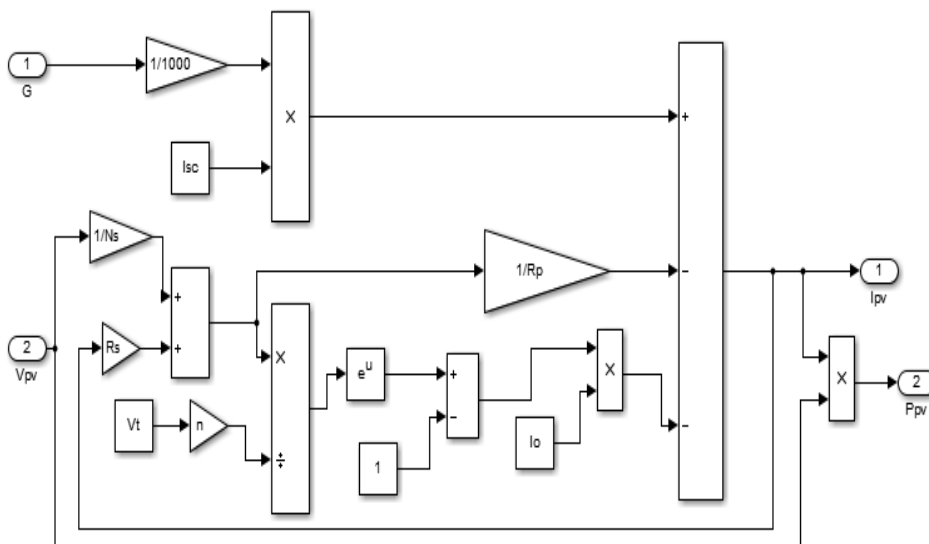 1
G
1/1000
X
Isc
+
1/Ns
1/Rp
−
1
Ipv
+
+
Rs
2
Vpv
X
e^u
+
−
X
X
2
Ppv
Vt
n
÷
1
Io
−